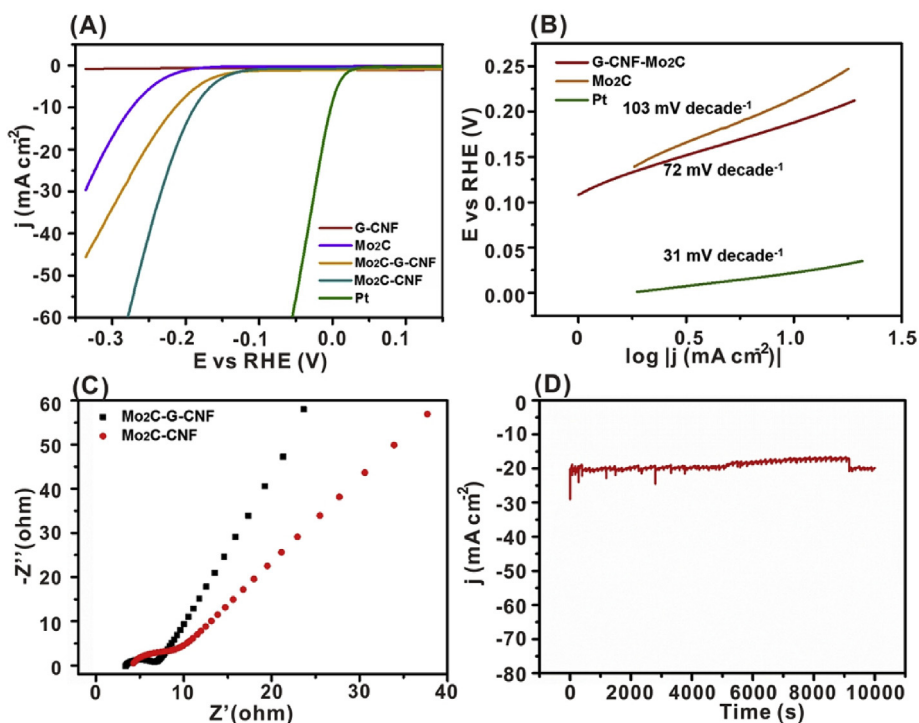 (A)
0
-10
-20
-30
-40
-50
-60
j (mA cm-2)
G-CNF
Mo2C
Mo2C-G-CNF
Mo2C-CNF
Pt
-0.3 -0.2 -0.1 0.0 0.1
E vs RHE (V)
(B)
G-CNF-Mo2C
Mo2C
Pt
103 mV decade-1
72 mV decade-1
31 mV decade-1
0.25
0.20
0.15
0.10
0.05
0.00
E vs RHE (V)
0 0.5 1.0 1.5
log |j (mA cm-2)|
(C)
60
50
40
30
20
10
0
-Z''(ohm)
Mo2C-G-CNF
Mo2C-CNF
0 10 20 30 40
Z'(ohm)
(D)
0
-10
-20
-30
-40
-50
-60
-70
-80
j (mA cm-2)
0 2000 4000 6000 8000 10000
Time (s)